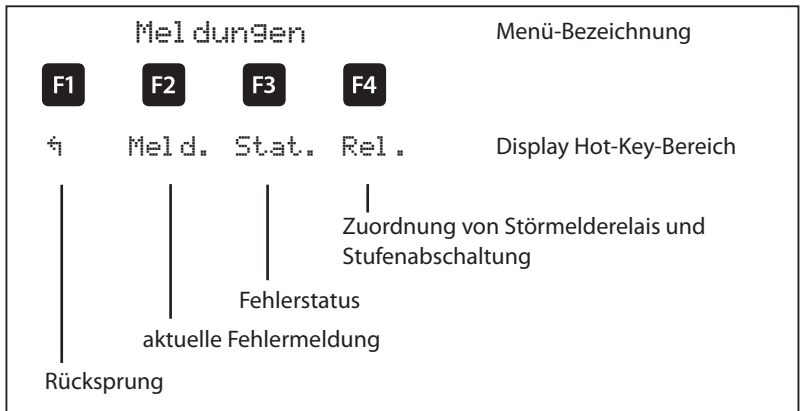 Meldungen Menü-Bezeichnung
F1 F2 F3 F4
↰ Meld. Stat. Rel. Display Hot-Key-Bereich
Zuordnung von Störmelderelais und
Stufenabschaltung
Fehlerstatus
aktuelle Fehlermeldung
Rücksprung